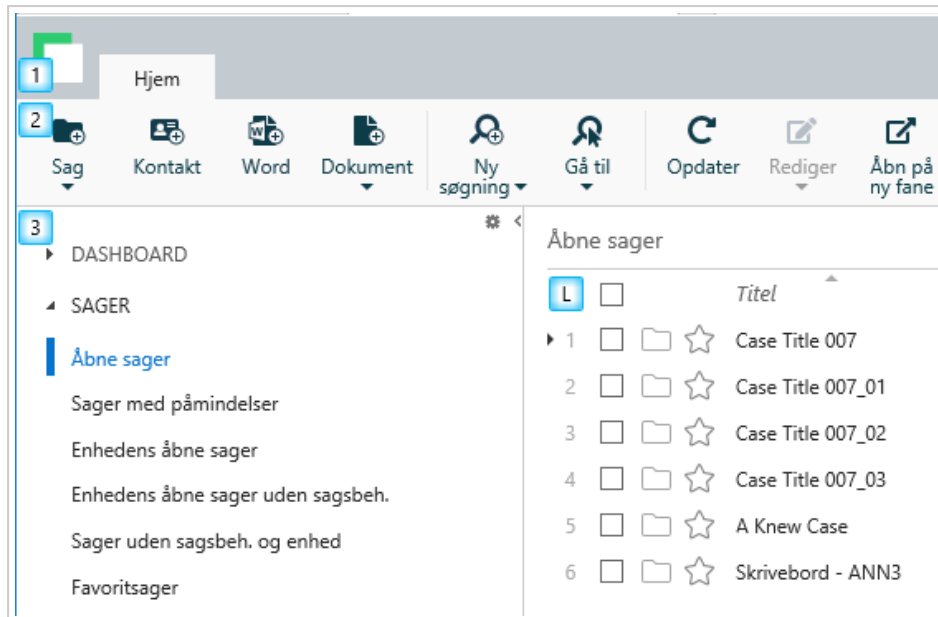 1
Hjem
2
Sag
Kontakt
Word
Dokument
Ny
søgning
Gå til
Opdater
Rediger
Åbn på
ny fane
3
DASHBOARD
SAGER
Åbne sager
Sager med påmindelser
Enhedens åbne sager
Enhedens åbne sager uden sagsbeh.
Sager uden sagsbeh. og enhed
Favoritsager
Åbne sager
L Titel
1 Case Title 007
2 Case Title 007_01
3 Case Title 007_02
4 Case Title 007_03
5 A Knew Case
6 Skrivebord - ANN3